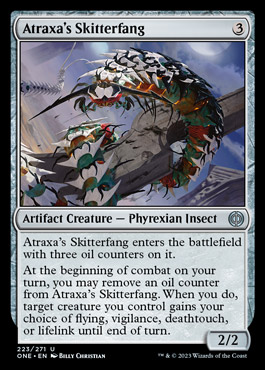 Atraxa's Skitterfang 3
Artifact Creature — Phyrexian Insect
Atraxa's Skitterfang enters the battlefield
with three oil counters on it.
At the beginning of combat on your
turn, you may remove an oil counter
from Atraxa's Skitterfang. When you do,
target creature you control gains your
choice of flying, vigilance, deathtouch,
or lifelink until end of turn.
2/2
223/271 U
ONE • EN Billy Christian
™ & © 2023 Wizards of the Coast